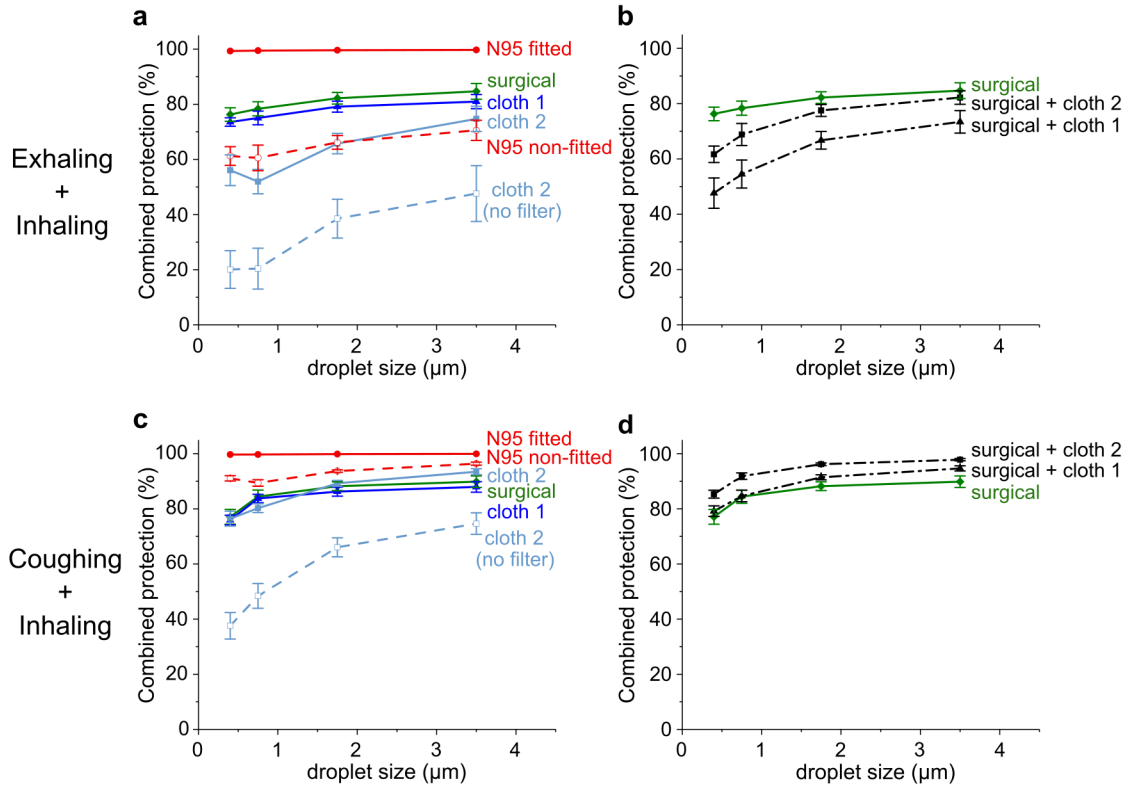 a
Combined protection (%)
100
80
60
40
20
0
N95 fitted
surgical
cloth 1
cloth 2
N95 non-fitted
cloth 2
(no filter)
0
1
2
3
4
droplet size (µm)
b
Combined protection (%)
100
80
60
40
20
0
surgical
surgical + cloth 2
surgical + cloth 1
0
1
2
3
4
droplet size (µm)
Exhaling
+
Inhaling
c
Combined protection (%)
100
80
60
40
20
0
N95 fitted
N95 non-fitted
cloth 2
surgical
cloth 1
cloth 2
(no filter)
0
1
2
3
4
droplet size (µm)
d
Combined protection (%)
100
80
60
40
20
0
surgical + cloth 2
surgical + cloth 1
surgical
0
1
2
3
4
droplet size (µm)
Coughing
+
Inhaling